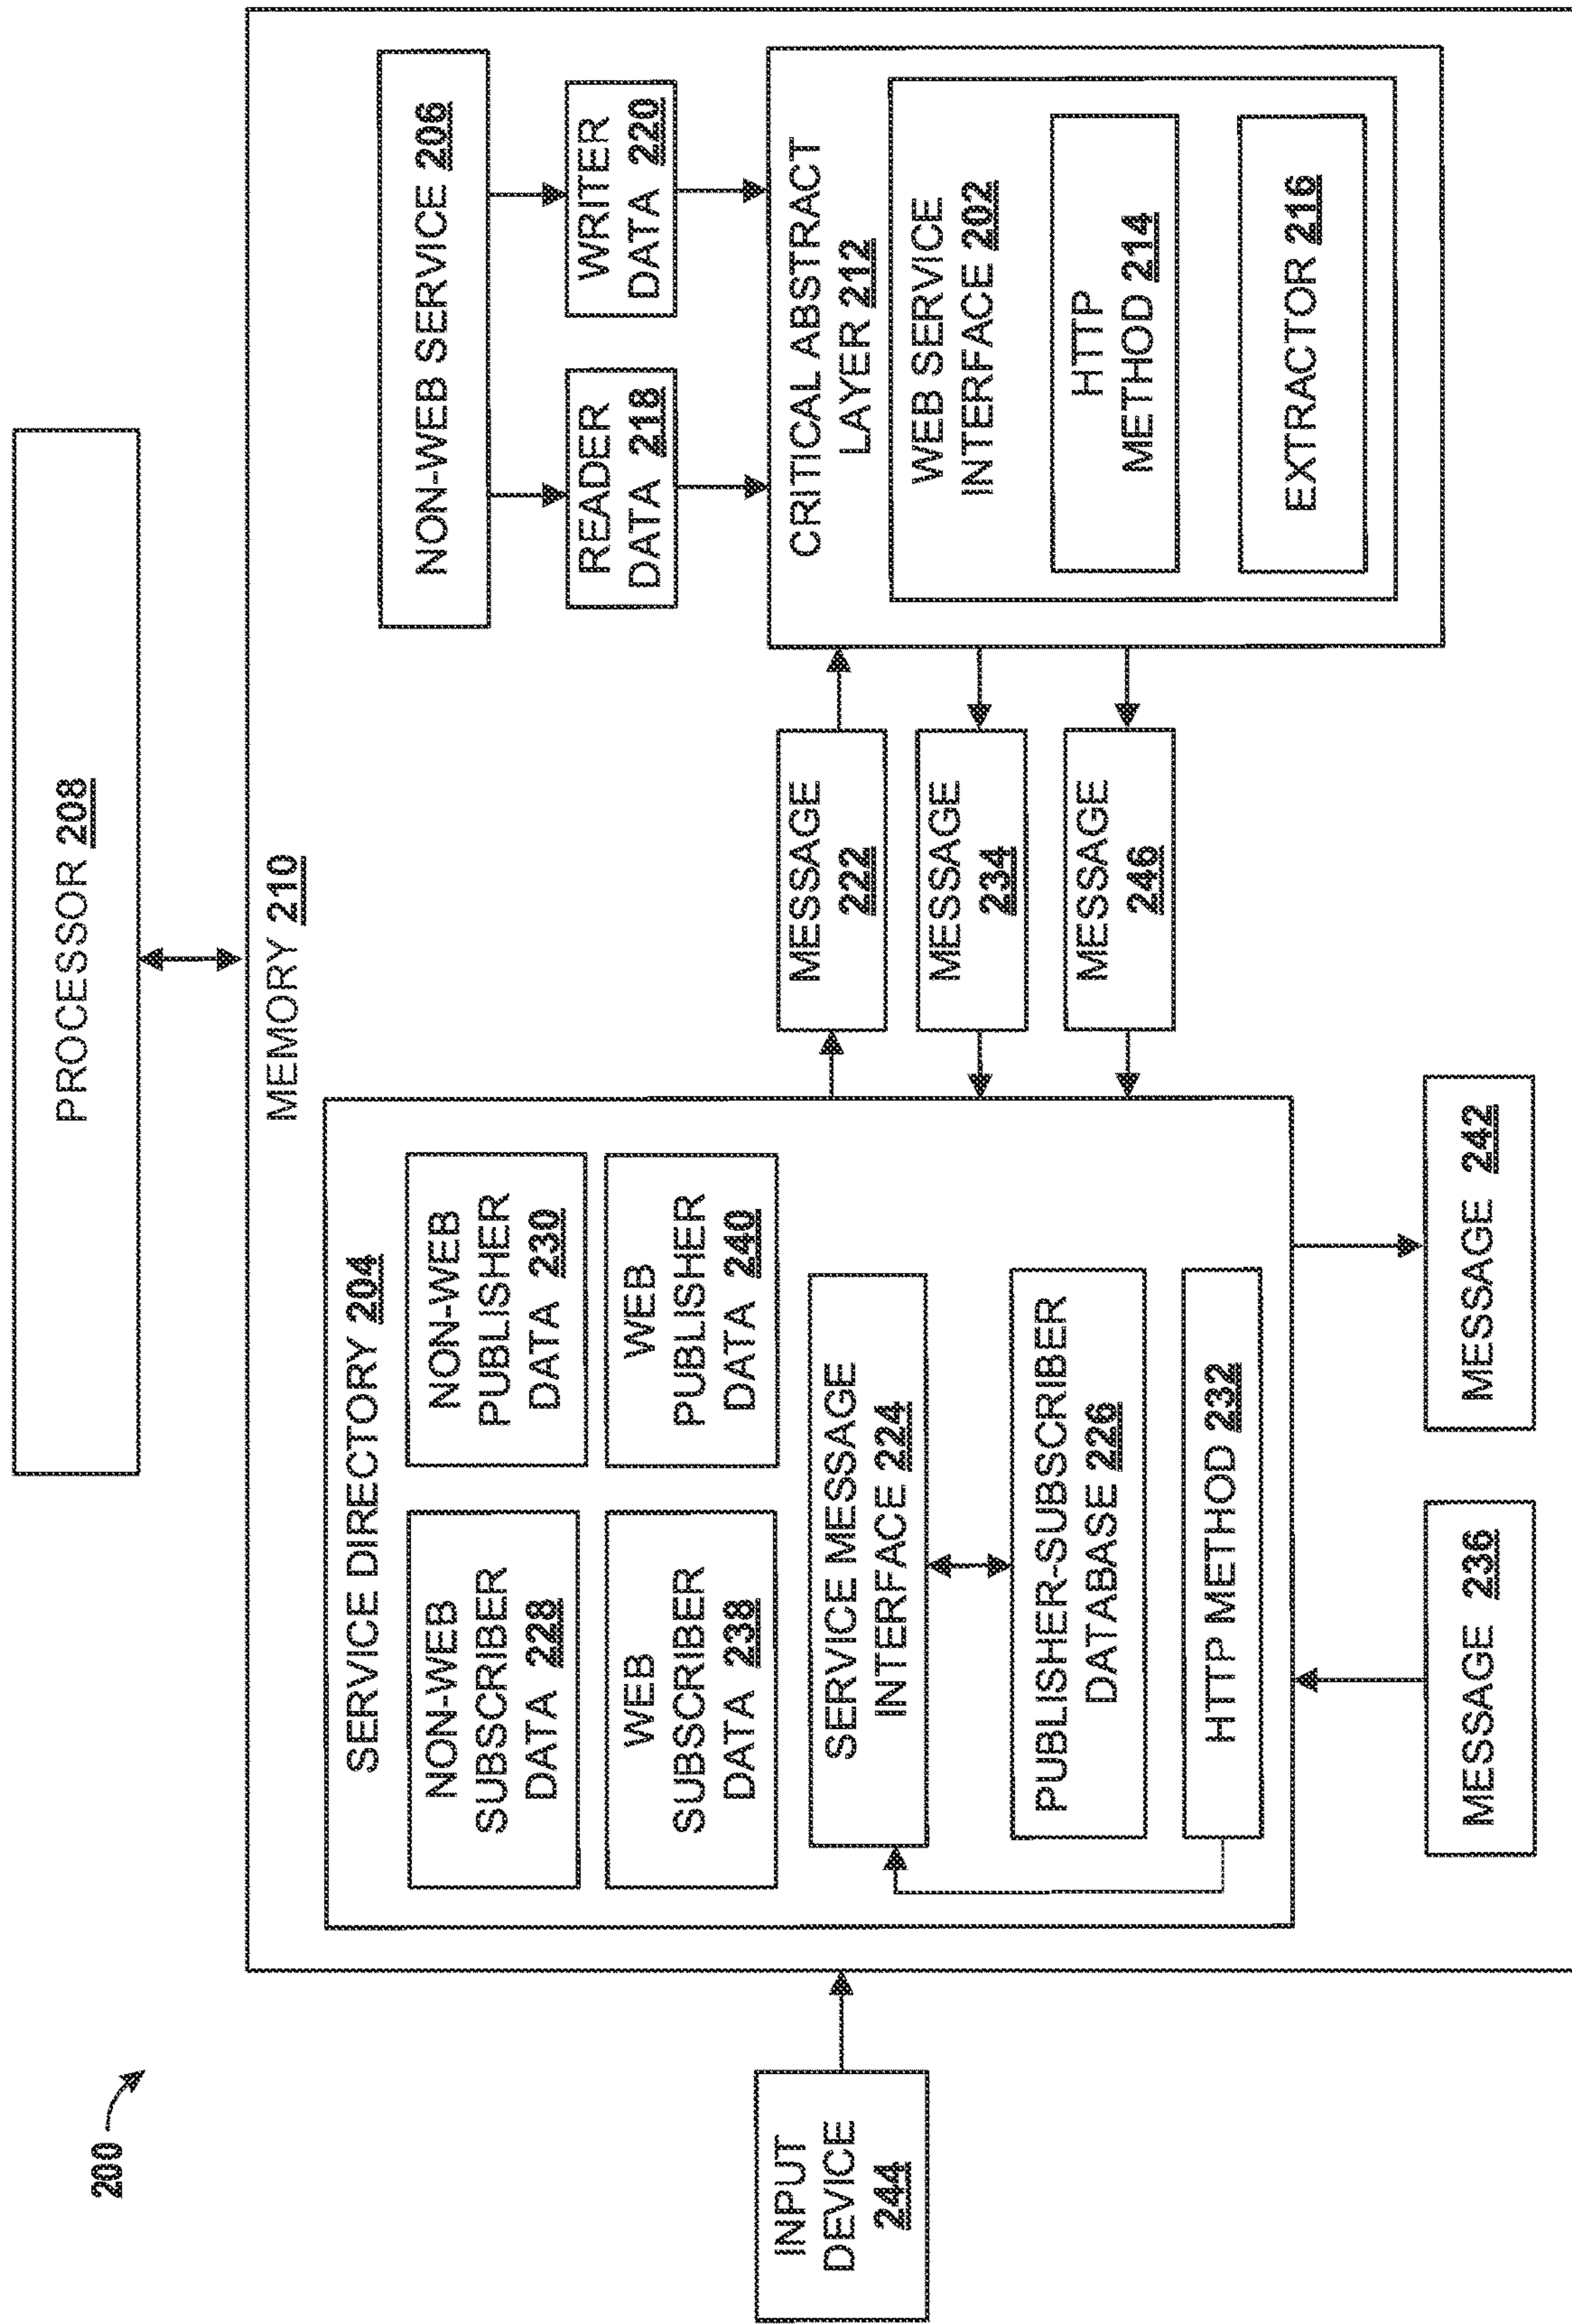 200
PROCESSOR 208
MEMORY 210
INPUT
DEVICE
244
SERVICE DIRECTORY 204
NON-WEB
SUBSCRIBER
DATA 228
NON-WEB
PUBLISHER
DATA 230
WEB
SUBSCRIBER
DATA 238
WEB
PUBLISHER
DATA 240
SERVICE MESSAGE
INTERFACE 224
PUBLISHER-SUBSCRIBER
DATABASE 226
HTTP METHOD 232
MESSAGE 236
MESSAGE 242
MESSAGE
222
MESSAGE
234
MESSAGE
246
NON-WEB SERVICE 206
READER
DATA 218
WRITER
DATA 220
CRITICAL ABSTRACT
LAYER 212
WEB SERVICE
INTERFACE 202
HTTP
METHOD 214
EXTRACTOR 216